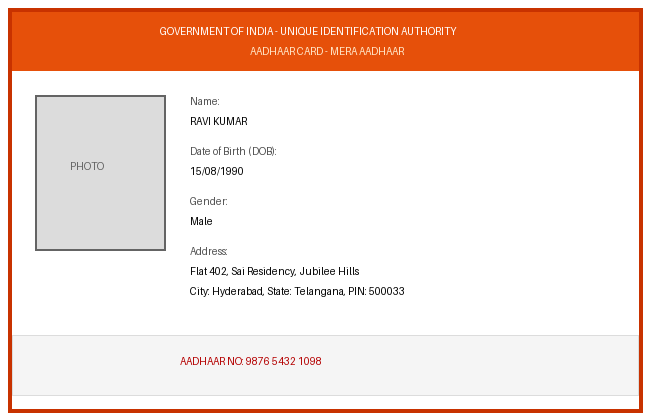 GOVERNMENT OF INDIA - UNIQUE IDENTIFICATION AUTHORITY
AADHAAR CARD - MERA AADHAAR
PHOTO
Name:
RAVI KUMAR
Date of Birth (DOB):
15/08/1990
Gender:
Male
Address:
Flat 402, Sai Residency, Jubilee Hills
City: Hyderabad, State: Telangana, PIN: 500033
AADHAAR NO: 9876 5432 1098